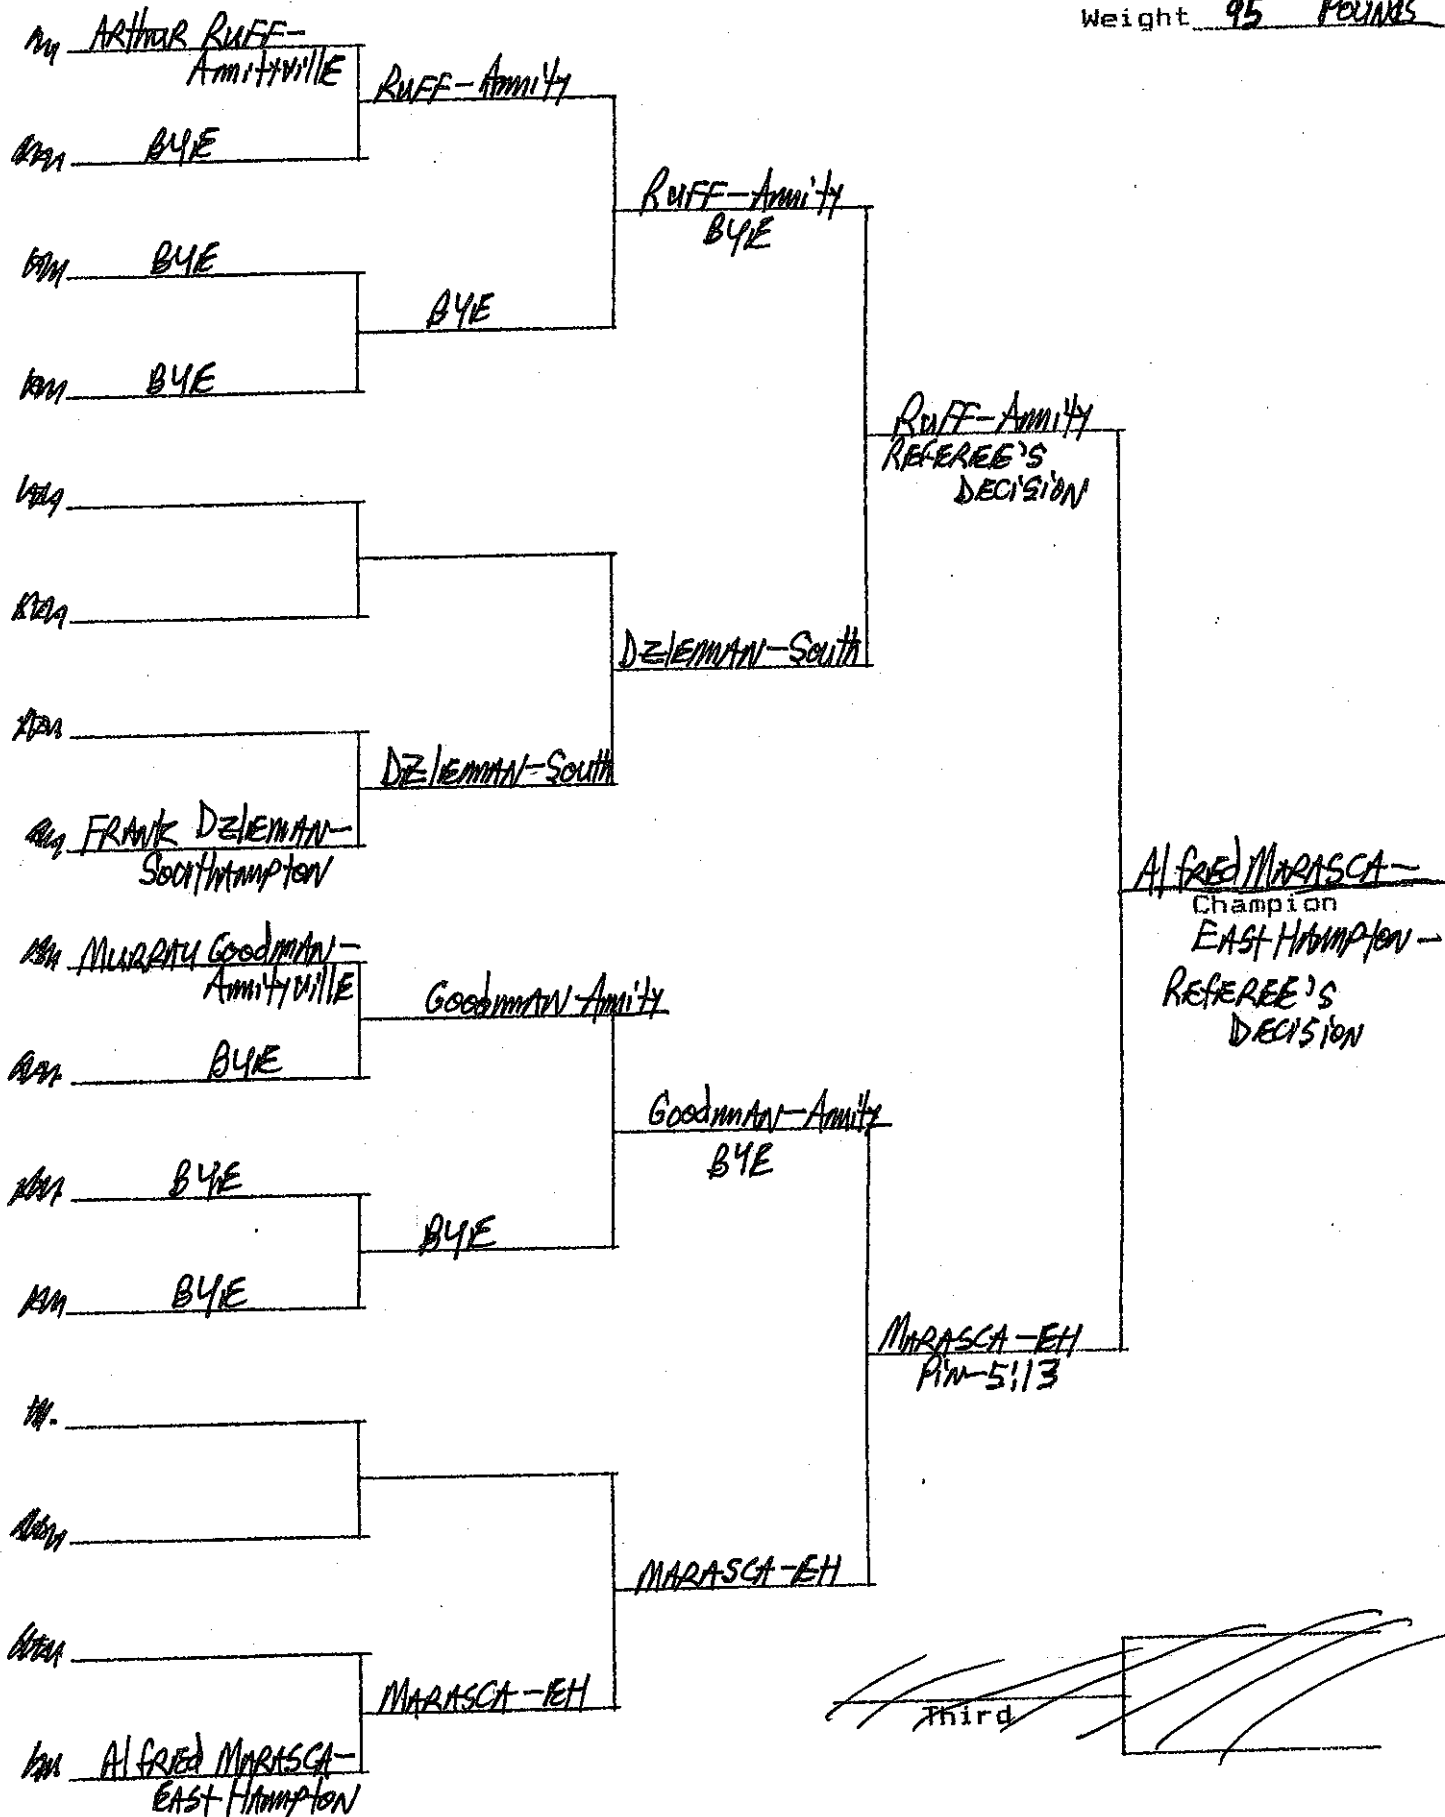 Weight 95 POUNDS
ARTHUR RUFF-
Amityville
RUFF-Amity
BYE
RUFF-Amity
BYE
BYE
BYE
BYE
RUFF-Amity
REFEREE'S
DECISION
DZIEMAN-South
DZIEMAN-South
FRANK DZIEMAN-
Southampton
Alfred MARASCA-
Champion
EAST HAMPTON-
REFEREE'S
DECISION
MURRAY GoodmAN-
Amityville
GoodmAN-Amity
BYE
GoodmAN-Amity
BYE
BYE
BYE
BYE
MARASCA-EH
PiN-5:13
MARASCA-EH
MARASCA-EH
Third
Alfred MARASCA-
EAST HAMPTON